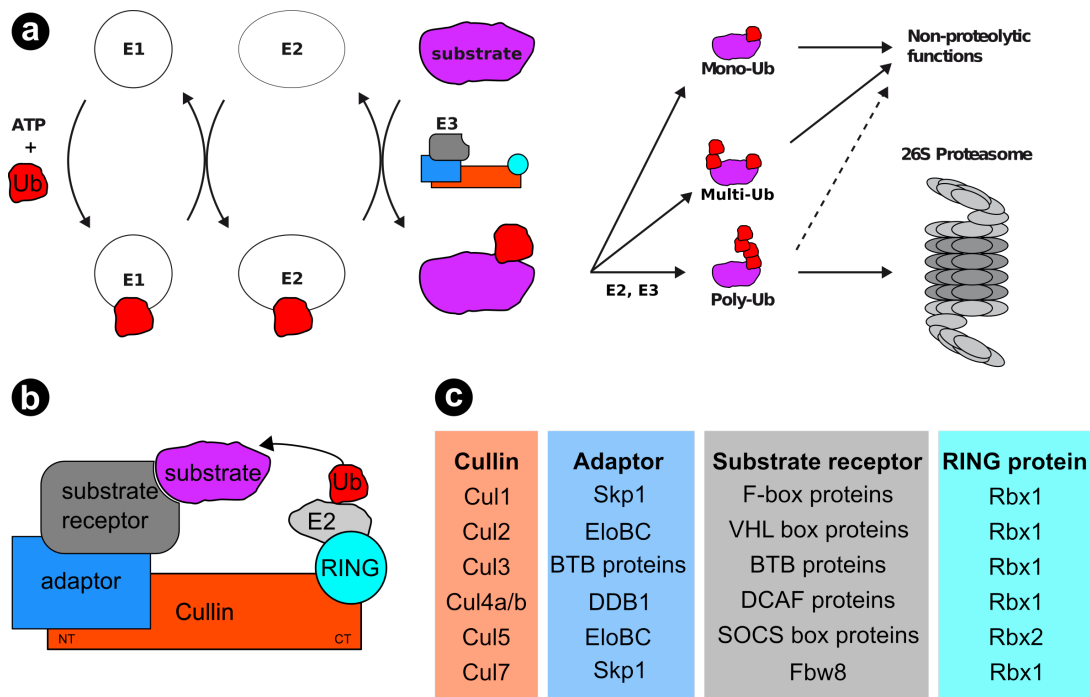 a
E1
E2
substrate
ATP
+
Ub
E3
E1
E2
Mono-Ub
Multi-Ub
Poly-Ub
E2, E3
Non-proteolytic
functions
26S Proteasome
b
substrate
substrate
receptor
adaptor
Cullin
NT
CT
Ub
E2
RING
c
Cullin Adaptor Substrate receptor RING protein
Cul1 Skp1 F-box proteins Rbx1
Cul2 EloBC VHL box proteins Rbx1
Cul3 BTB proteins BTB proteins Rbx1
Cul4a/b DDB1 DCAF proteins Rbx1
Cul5 EloBC SOCS box proteins Rbx2
Cul7 Skp1 Fbw8 Rbx1